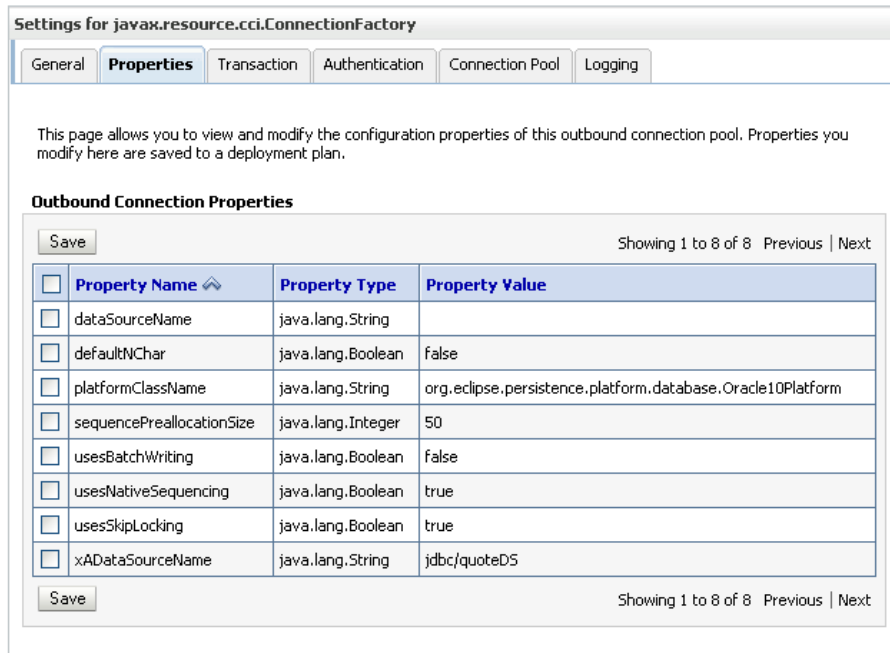 Settings for javax.resource.cci.ConnectionFactory
General Properties Transaction Authentication Connection Pool Logging
This page allows you to view and modify the configuration properties of this outbound connection pool. Properties you
modify here are saved to a deployment plan.
Outbound Connection Properties
Save Showing 1 to 8 of 8 Previous | Next
Property Name Property Type Property Value
dataSourceName java.lang.String
defaultNChar java.lang.Boolean false
platformClassName java.lang.String org.eclipse.persistence.platform.database.Oracle10Platform
sequencePreallocationSize java.lang.Integer 50
usesBatchWriting java.lang.Boolean false
usesNativeSequencing java.lang.Boolean true
usesSkipLocking java.lang.Boolean true
xADataSourceName java.lang.String jdbc/quoteDS
Save Showing 1 to 8 of 8 Previous | Next